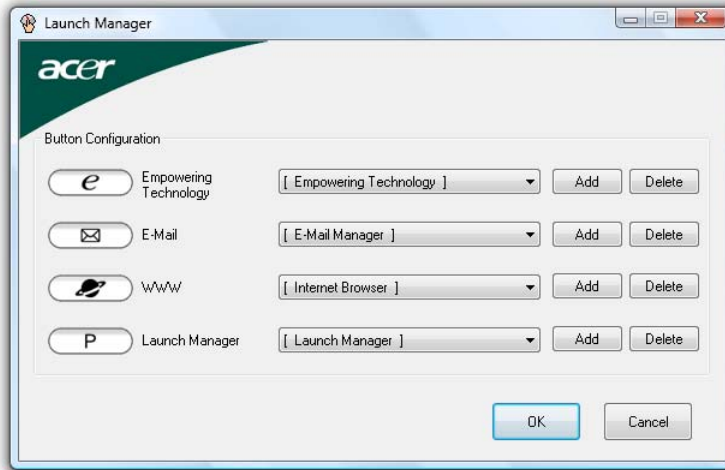 Launch Manager
acer
Button Configuration
e
Empowering
Technology
[ Empowering Technology ]
Add
Delete
E-Mail
[ E-Mail Manager ]
Add
Delete
WWW
[ Internet Browser ]
Add
Delete
P
Launch Manager
[ Launch Manager ]
Add
Delete
OK
Cancel